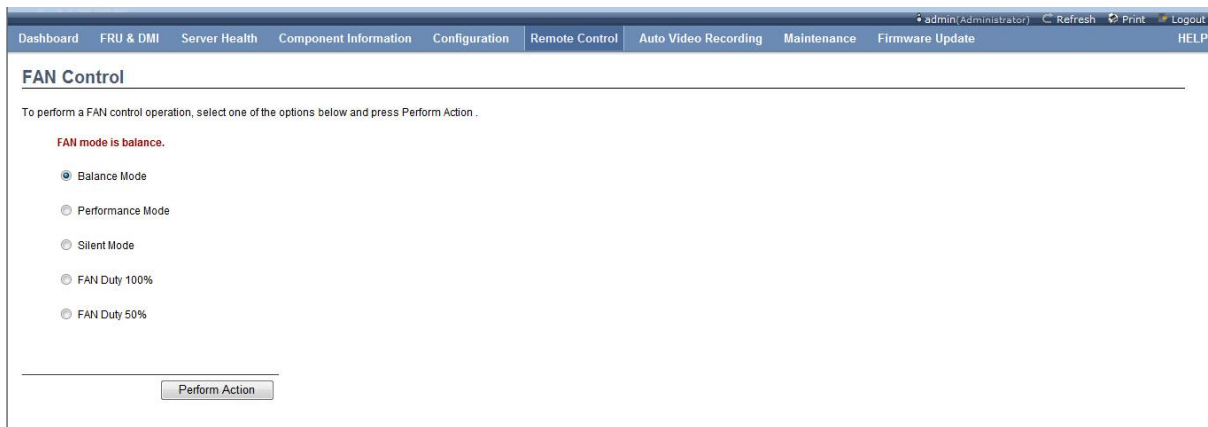 admin(Administrator) Refresh Print Logout
Dashboard FRU & DMI Server Health Component Information Configuration Remote Control Auto Video Recording Maintenance Firmware Update HELP
FAN Control
To perform a FAN control operation, select one of the options below and press Perform Action .
FAN mode is balance.
Balance Mode
Performance Mode
Silent Mode
FAN Duty 100%
FAN Duty 50%
Perform Action